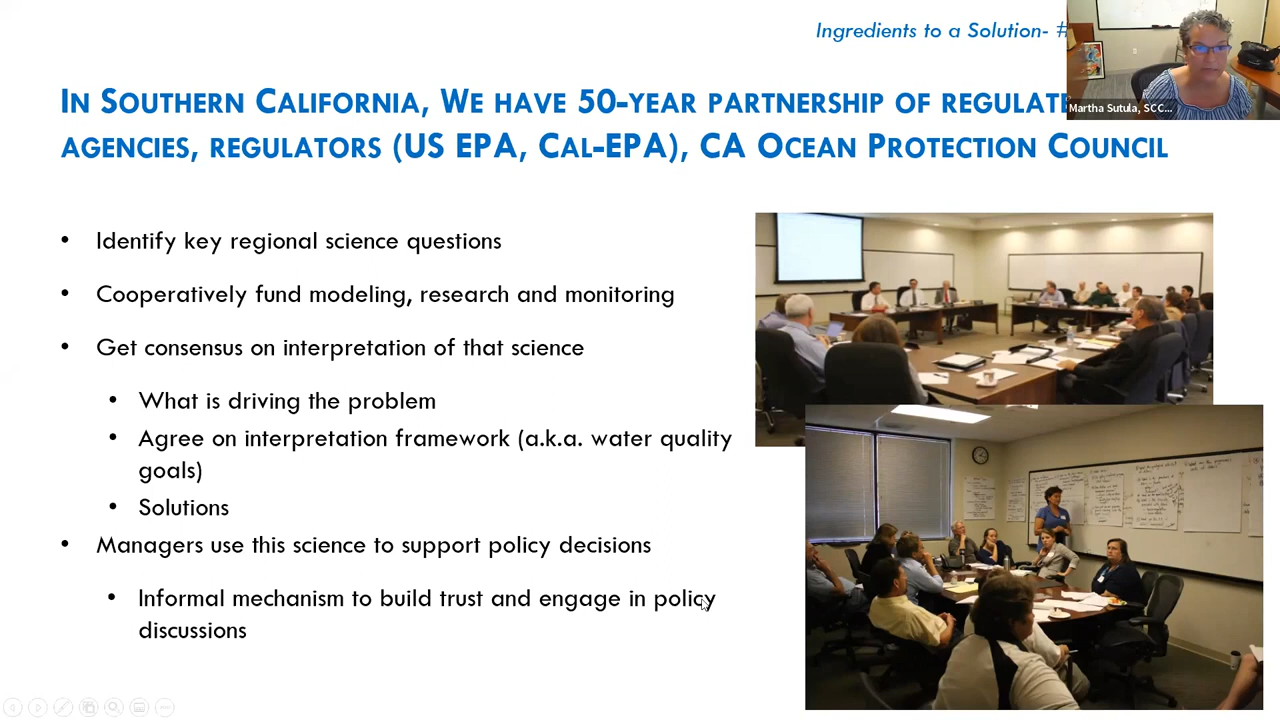 Ingredients to a Solution- #
Martha Sutula, SCC...
IN SOUTHERN CALIFORNIA, WE HAVE 50-YEAR PARTNERSHIP OF
AGENCIES, REGULATORS (US EPA, CAL-EPA), CA OCEAN PROTECTION COUNCIL
• Identify key regional science questions
• Cooperatively fund modeling, research and monitoring
• Get consensus on interpretation of that science
• What is driving the problem
• Agree on interpretation framework (a.k.a. water quality
goals)
• Solutions
• Managers use this science to support policy decisions
• Informal mechanism to build trust and engage in policy
discussions